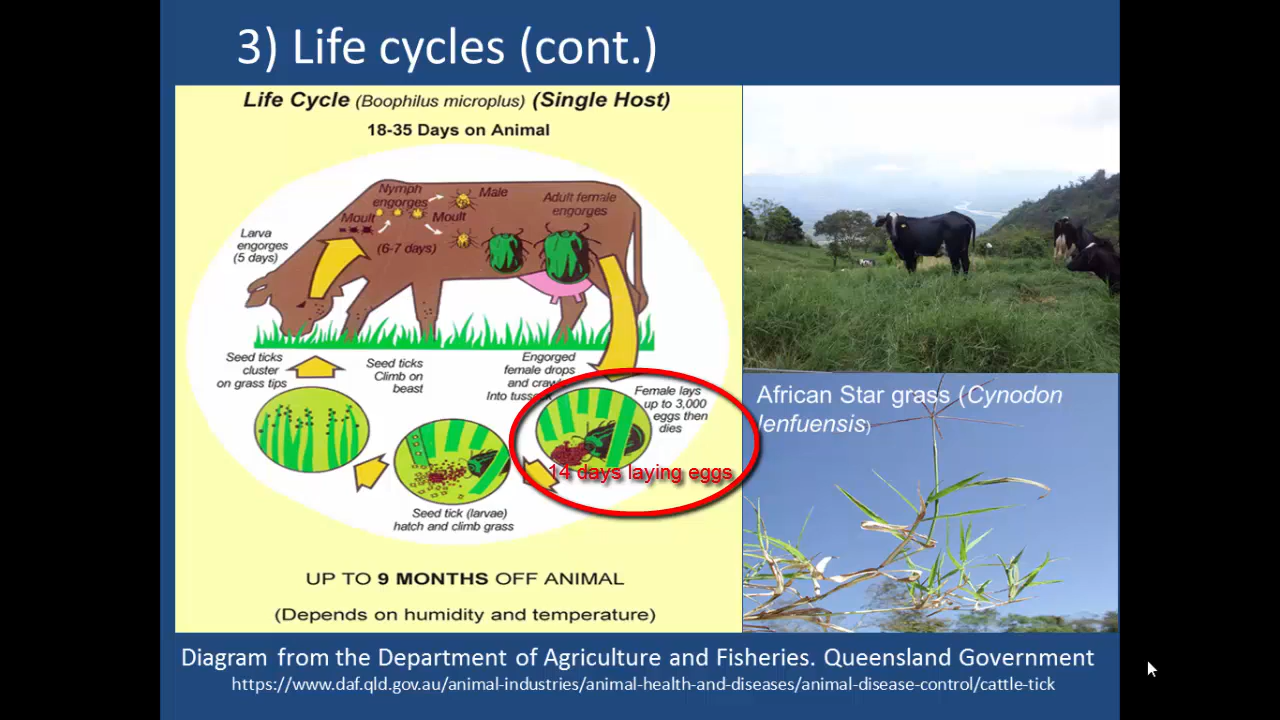 3) Life cycles (cont.)
Life Cycle (Boophilus microplus) (Single Host)
18-35 Days on Animal
Nymph
engorges
Male
Adult female
engorges
Moult
Moult
Larva
engorges
(5 days)
(6-7 days)
Seed ticks
cluster
on grass tips
Seed ticks
Climb on
beast
Engorged
female drops
and craw
Into tuss
Female lays
up to 3,000
eggs then
dies
14 days laying eggs
Seed tick (larvae)
hatch and climb grass
UP TO 9 MONTHS OFF ANIMAL
(Depends on humidity and temperature)
African Star grass (Cynodon
lenfuensis)
Diagram from the Department of Agriculture and Fisheries. Queensland Government
https://www.daf.qld.gov.au/animal-industries/animal-health-and-diseases/animal-disease-control/cattle-tick